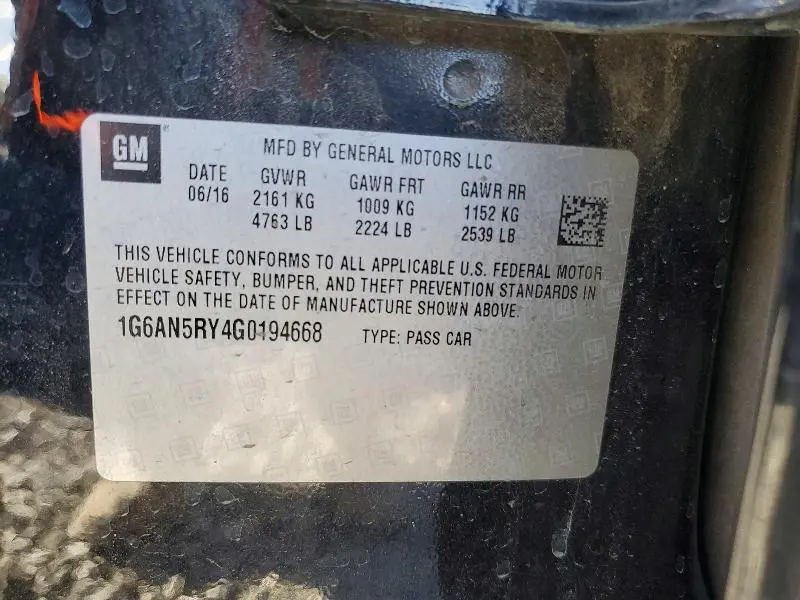 GM
MFD BY GENERAL MOTORS LLC
DATE GVWR GAWR FRT GAWR RR
06/16 2161 KG 1009 KG 1152 KG
4763 LB 2224 LB 2539 LB
THIS VEHICLE CONFORMS TO ALL APPLICABLE U.S. FEDERAL MOTOR
VEHICLE SAFETY, BUMPER, AND THEFT PREVENTION STANDARDS IN
EFFECT ON THE DATE OF MANUFACTURE SHOWN ABOVE.
1G6AN5RY4G0194668 TYPE: PASS CAR